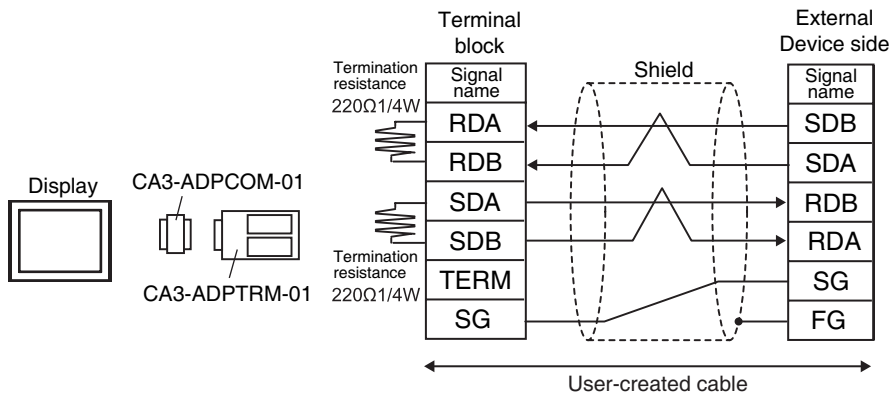 Terminal
block
External
Device side
Termination
resistance
220Ω1/4W
Signal
name
Shield
Signal
name
RDA
SDB
RDB
SDA
Display
CA3-ADPCOM-01
SDA
RDB
SDB
RDA
CA3-ADPTRM-01
Termination
resistance
220Ω1/4W
TERM
SG
SG
FG
User-created cable